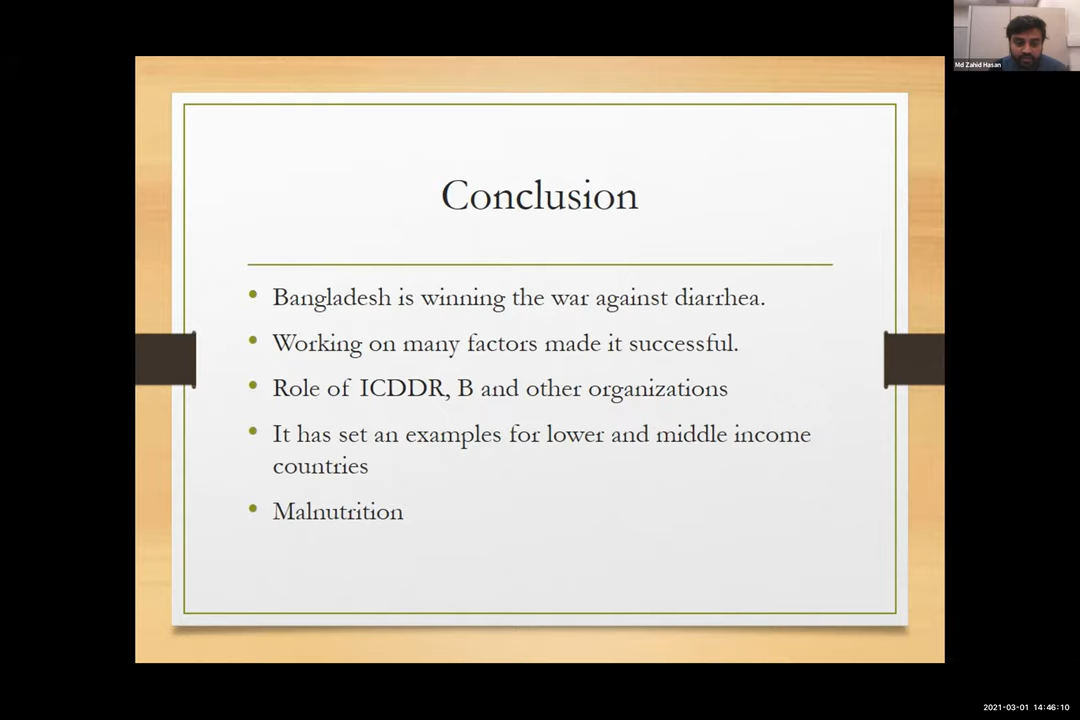 Md Zahid Hasan
Conclusion
• Bangladesh is winning the war against diarrhea.
• Working on many factors made it successful.
• Role of ICDDR, B and other organizations
• It has set an examples for lower and middle income
countries
• Malnutrition
2021-03-01 14:46:10